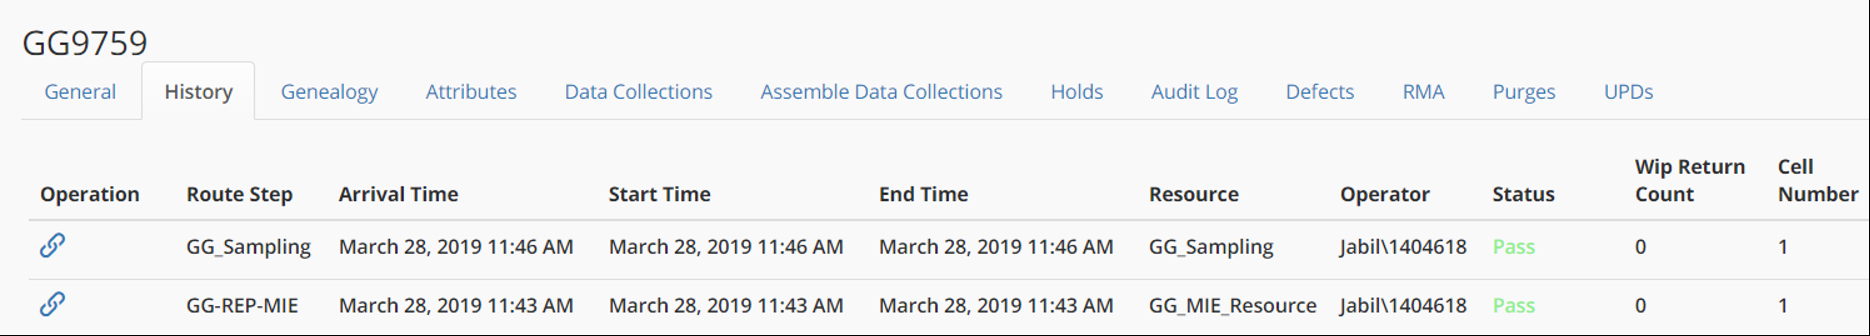 GG9759
General History Genealogy Attributes Data Collections Assemble Data Collections Holds Audit Log Defects RMA Purges UPDs
Operation Route Step Arrival Time Start Time End Time Resource Operator Status Wip Return Count Cell Number
GG_Sampling March 28, 2019 11:46 AM March 28, 2019 11:46 AM March 28, 2019 11:46 AM GG_Sampling Jabil\1404618 Pass 0 1
GG-REP-MIE March 28, 2019 11:43 AM March 28, 2019 11:43 AM March 28, 2019 11:43 AM GG_MIE_Resource Jabil\1404618 Pass 0 1